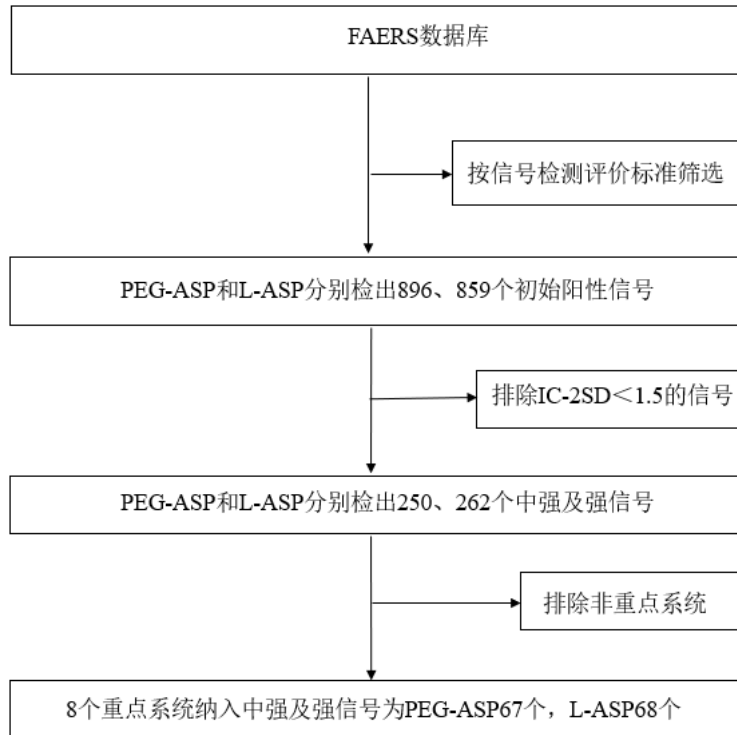 FAERS数据库
按信号检测评价标准筛选
PEG-ASP和L-ASP分别检出896、859个初始阳性信号
排除IC-2SD＜1.5的信号
PEG-ASP和L-ASP分别检出250、262个中强及强信号
排除非重点系统
8个重点系统纳入中强及强信号为PEG-ASP67个，L-ASP68个